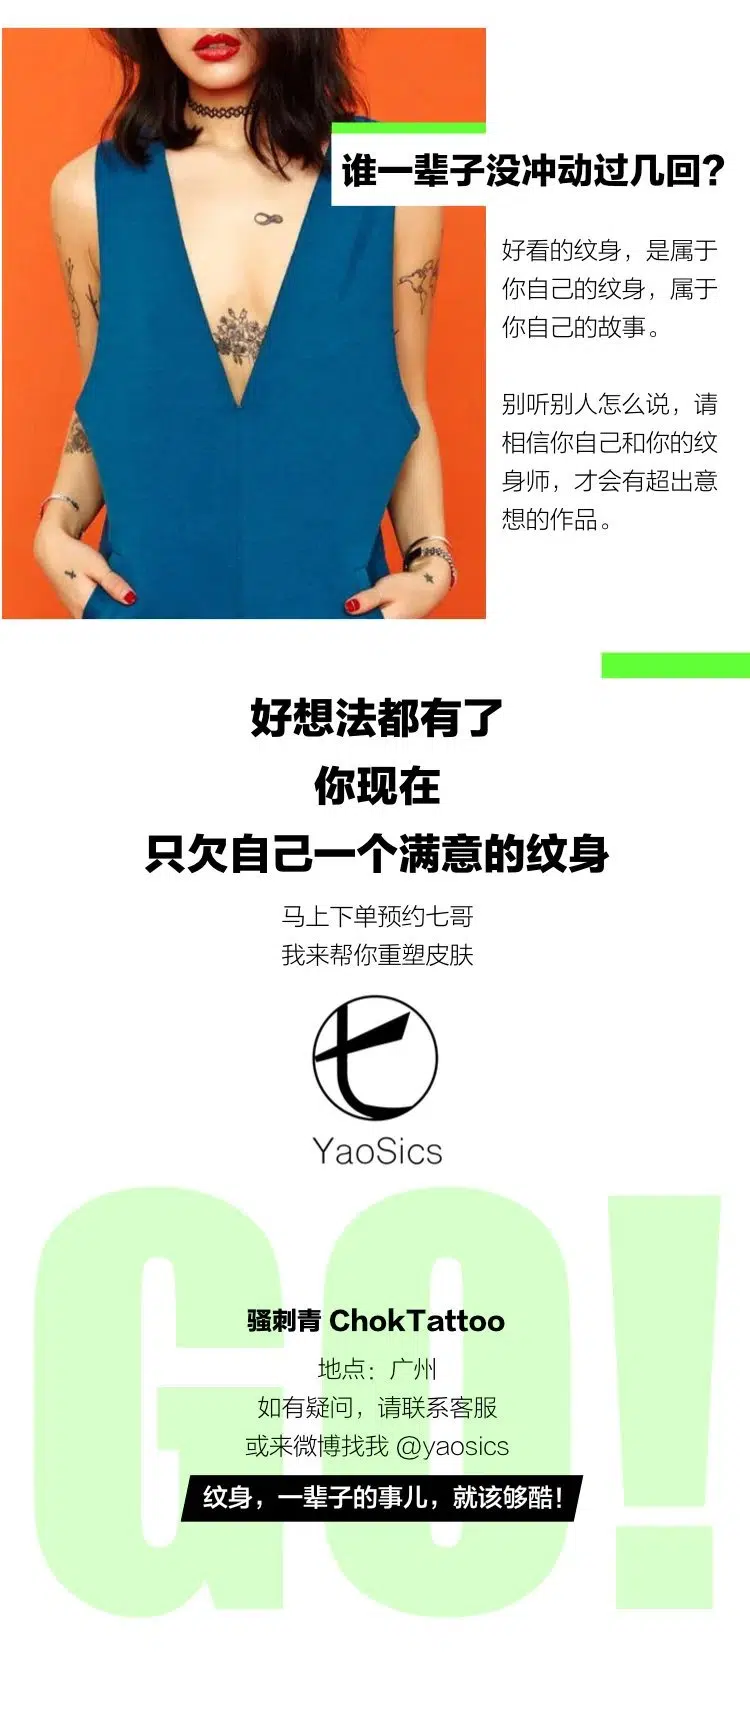 谁一辈子没冲动过几回？
好看的纹身，是属于
你自己的纹身，属于
你自己的故事。
别听别人怎么说，请
相信你自己和你的纹
身师，才会有超出意
想的作品。
好想法都有了
你现在
只欠自己一个满意的纹身
马上下单预约七哥
我来帮你重塑皮肤
七
YaoSics
GO!
骚刺青 ChokTattoo
地点：广州
如有疑问，请联系客服
或来微博找我 @yaosics
纹身，一辈子的事儿，就该够酷！